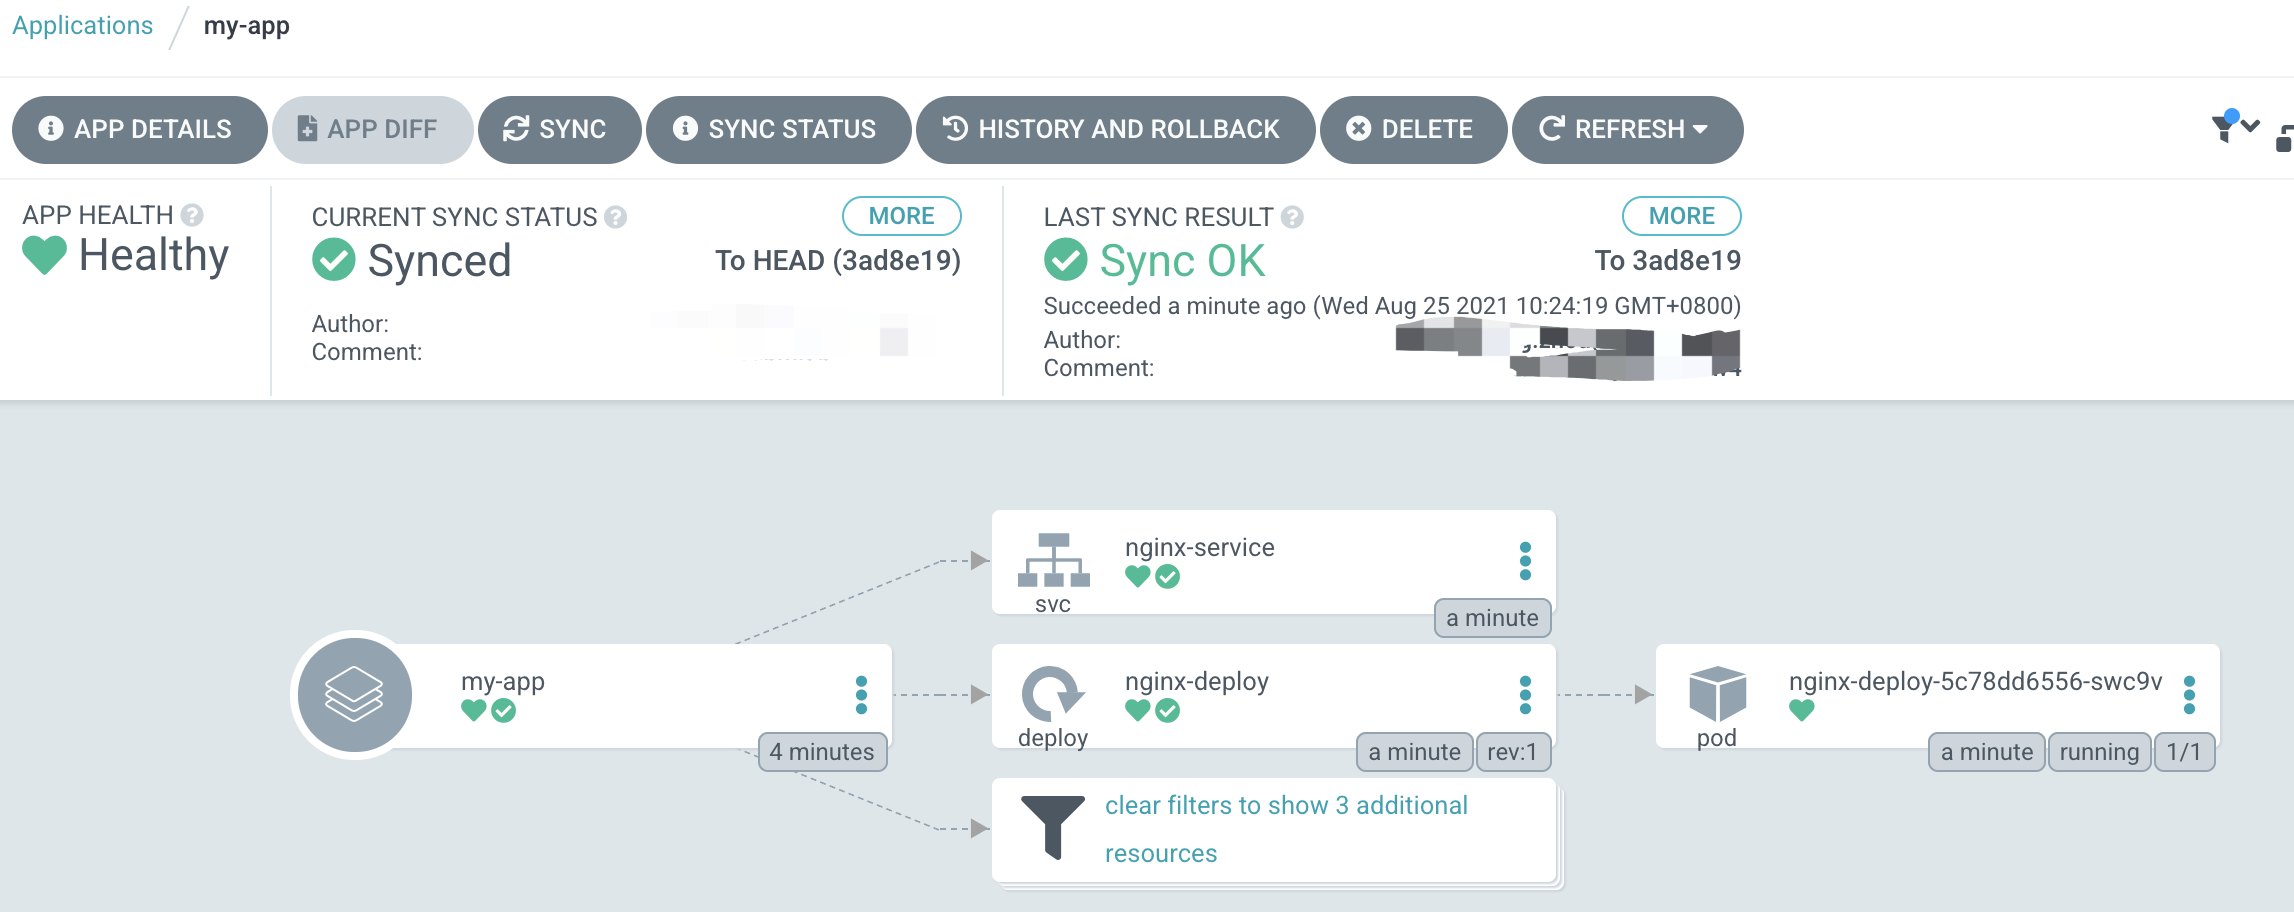 Applications / my-app
APP DETAILS APP DIFF SYNC SYNC STATUS HISTORY AND ROLLBACK DELETE REFRESH
APP HEALTH
Healthy
CURRENT SYNC STATUS MORE
Synced To HEAD (3ad8e19)
Author:
Comment:
LAST SYNC RESULT MORE
Sync OK To 3ad8e19
Succeeded a minute ago (Wed Aug 25 2021 10:24:19 GMT+0800)
Author:
Comment:
my-app
4 minutes
nginx-service
svc
a minute
nginx-deploy
deploy
a minute rev:1
clear filters to show 3 additional
resources
nginx-deploy-5c78dd6556-swc9v
pod
a minute running 1/1